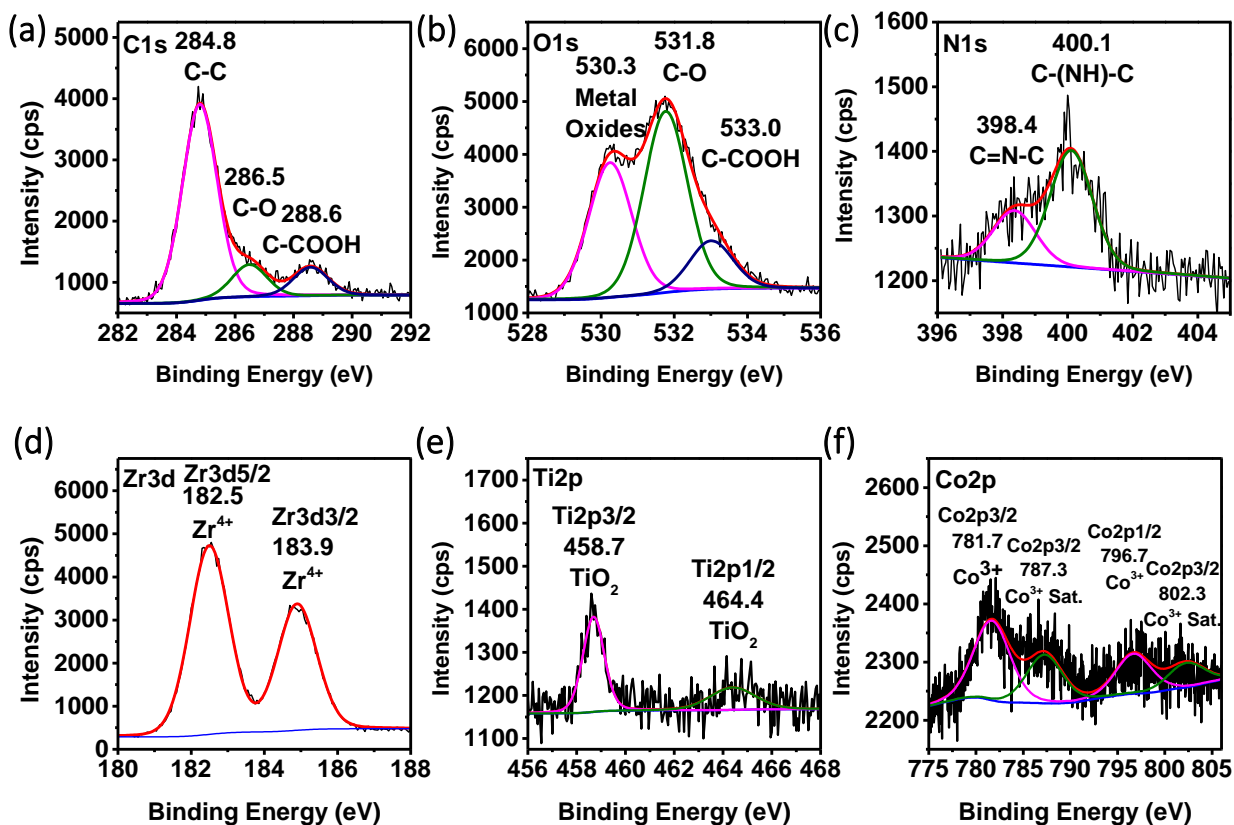 (a)
C1s
284.8
C-C
286.5
C-O
288.6
C-COOH
5000
4000
3000
2000
1000
0
282 284 286 288 290 292
Intensity (cps)
Binding Energy (eV)
(b)
O1s
530.3
Metal
Oxides
531.8
C-O
533.0
C-COOH
6000
5000
4000
3000
2000
1000
528 530 532 534 536
Intensity (cps)
Binding Energy (eV)
(c)
N1s
398.4
C=N-C
400.1
C-(NH)-C
1500
1400
1300
1200
396 398 400 402 404
Intensity (cps)
Binding Energy (eV)
(d)
Zr3d
Zr3d5/2
182.5
Zr⁴⁺
Zr3d3/2
183.9
Zr⁴⁺
6000
5000
4000
3000
2000
1000
0
180 182 184 186 188
Intensity (cps)
Binding Energy (eV)
(e)
Ti2p
Ti2p3/2
458.7
TiO₂
Ti2p1/2
464.4
TiO₂
1700
1600
1500
1400
1300
1200
1100
456 458 460 462 464 466 468
Intensity (cps)
Binding Energy (eV)
(f)
Co2p
Co2p3/2
781.7
Co³⁺
Co2p3/2
787.3
Co³⁺ Sat.
Co2p1/2
796.7
Co³⁺
Co2p3/2
802.3
Co³⁺ Sat.
2600
2500
2400
2300
2200
775 780 785 790 795 800 805
Intensity (cps)
Binding Energy (eV)